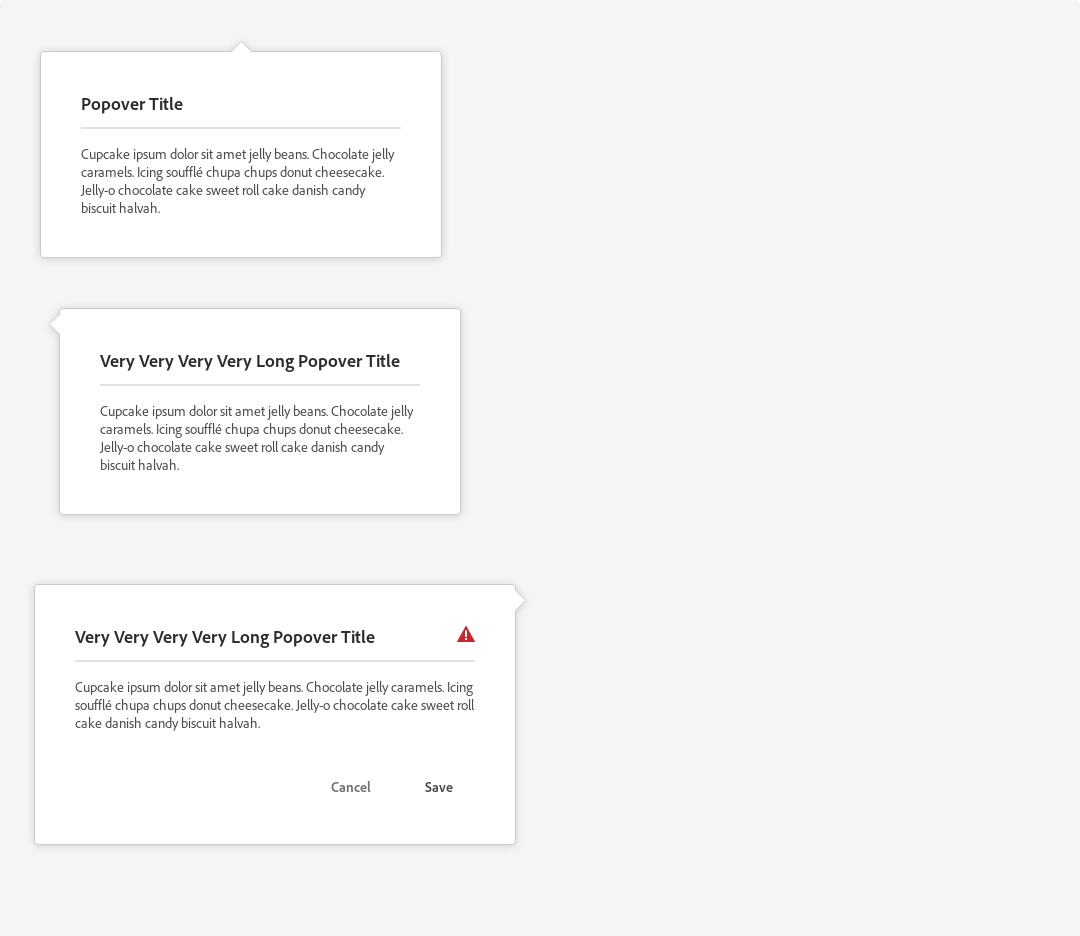 Popover Title
Cupcake ipsum dolor sit amet jelly beans. Chocolate jelly
caramels. Icing soufflé chupa chups donut cheesecake.
Jelly-o chocolate cake sweet roll cake danish candy
biscuit halvah.
Very Very Very Very Long Popover Title
Cupcake ipsum dolor sit amet jelly beans. Chocolate jelly
caramels. Icing soufflé chupa chups donut cheesecake.
Jelly-o chocolate cake sweet roll cake danish candy
biscuit halvah.
Very Very Very Very Long Popover Title
Cupcake ipsum dolor sit amet jelly beans. Chocolate jelly caramels. Icing
soufflé chupa chups donut cheesecake. Jelly-o chocolate cake sweet roll
cake danish candy biscuit halvah.
Cancel Save